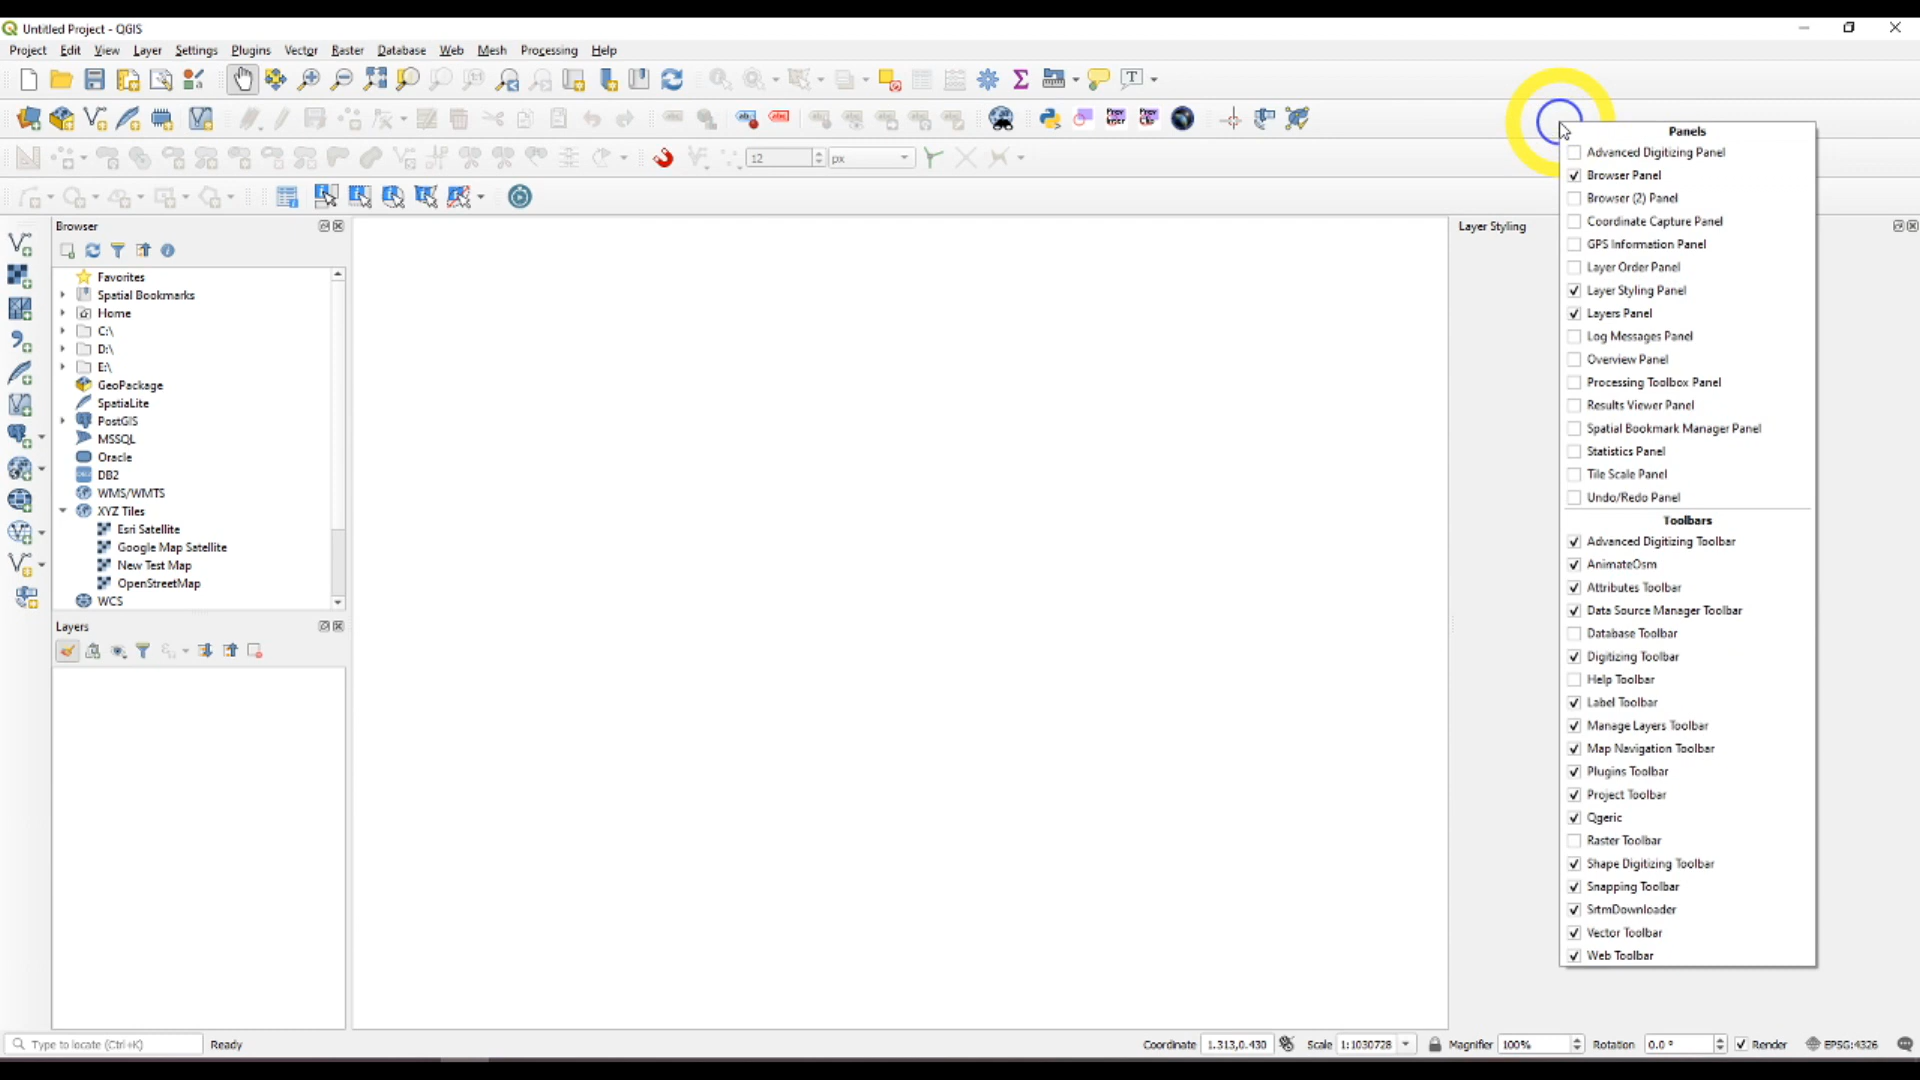 Untitled Project - QGIS
Project Edit View Layer Settings Plugins Vector Raster Database Web Mesh Processing Help
12 px
Browser
Favorites
Spatial Bookmarks
Home
C:\
D:\
E:\
GeoPackage
SpatiaLite
PostGIS
MSSQL
Oracle
DB2
WMS/WMTS
XYZ Tiles
Esri Satellite
Google Map Satellite
New Test Map
OpenStreetMap
WCS
Layers
Layer Styling
Panels
Advanced Digitizing Panel
Browser Panel
Browser (2) Panel
Coordinate Capture Panel
GPS Information Panel
Layer Order Panel
Layer Styling Panel
Layers Panel
Log Messages Panel
Overview Panel
Processing Toolbox Panel
Results Viewer Panel
Spatial Bookmark Manager Panel
Statistics Panel
Tile Scale Panel
Undo/Redo Panel
Toolbars
Advanced Digitizing Toolbar
AnimateOsm
Attributes Toolbar
Data Source Manager Toolbar
Database Toolbar
Digitizing Toolbar
Help Toolbar
Label Toolbar
Manage Layers Toolbar
Map Navigation Toolbar
Plugins Toolbar
Project Toolbar
Qgeric
Raster Toolbar
Shape Digitizing Toolbar
Snapping Toolbar
SrtmDownloader
Vector Toolbar
Web Toolbar
Type to locate (Ctrl+K) Ready Coordinate 1.313,0.430 Scale 1:1030728 Magnifier 100% Rotation 0.0 ° Render EPSG:4326